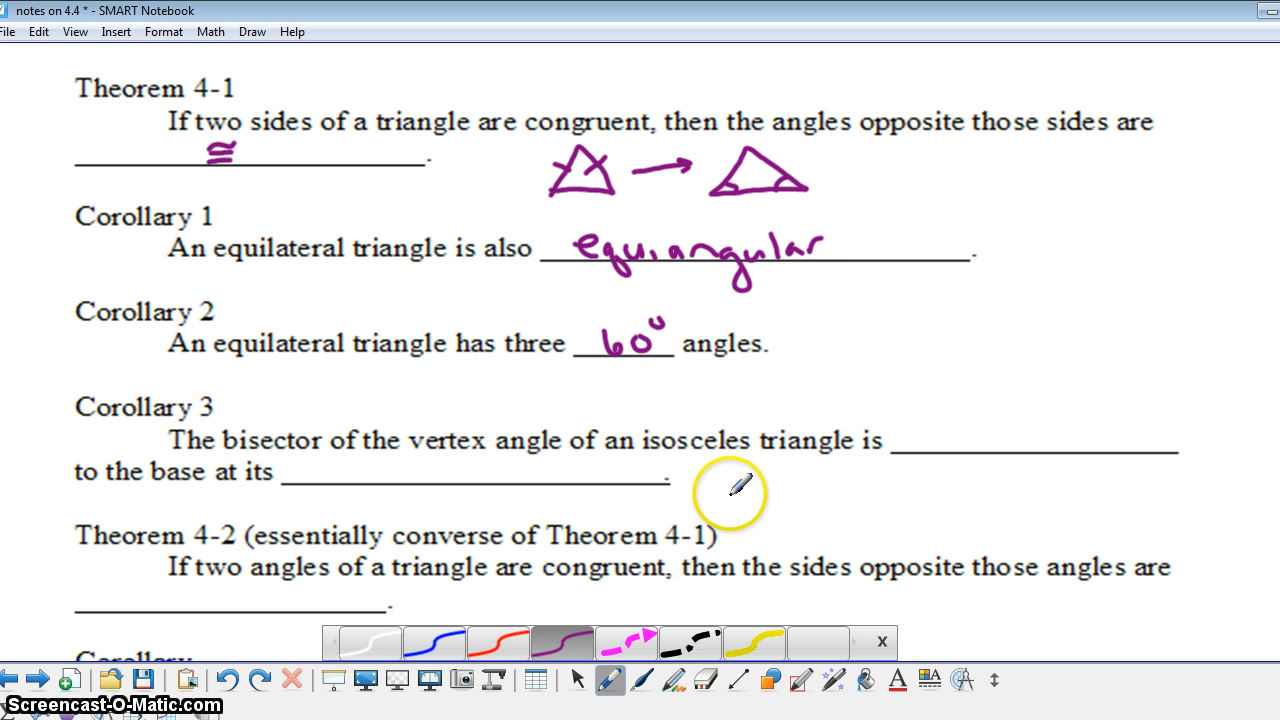 notes on 4.4 * - SMART Notebook
File Edit View Insert Format Math Draw Help
Theorem 4-1
If two sides of a triangle are congruent, then the angles opposite those sides are
≅.
Corollary 1
An equilateral triangle is also equiangular.
Corollary 2
An equilateral triangle has three 60° angles.
Corollary 3
The bisector of the vertex angle of an isosceles triangle is
to the base at its .
Theorem 4-2 (essentially converse of Theorem 4-1)
If two angles of a triangle are congruent, then the sides opposite those angles are
.
Corollary
x
Screencast-O-Matic.com